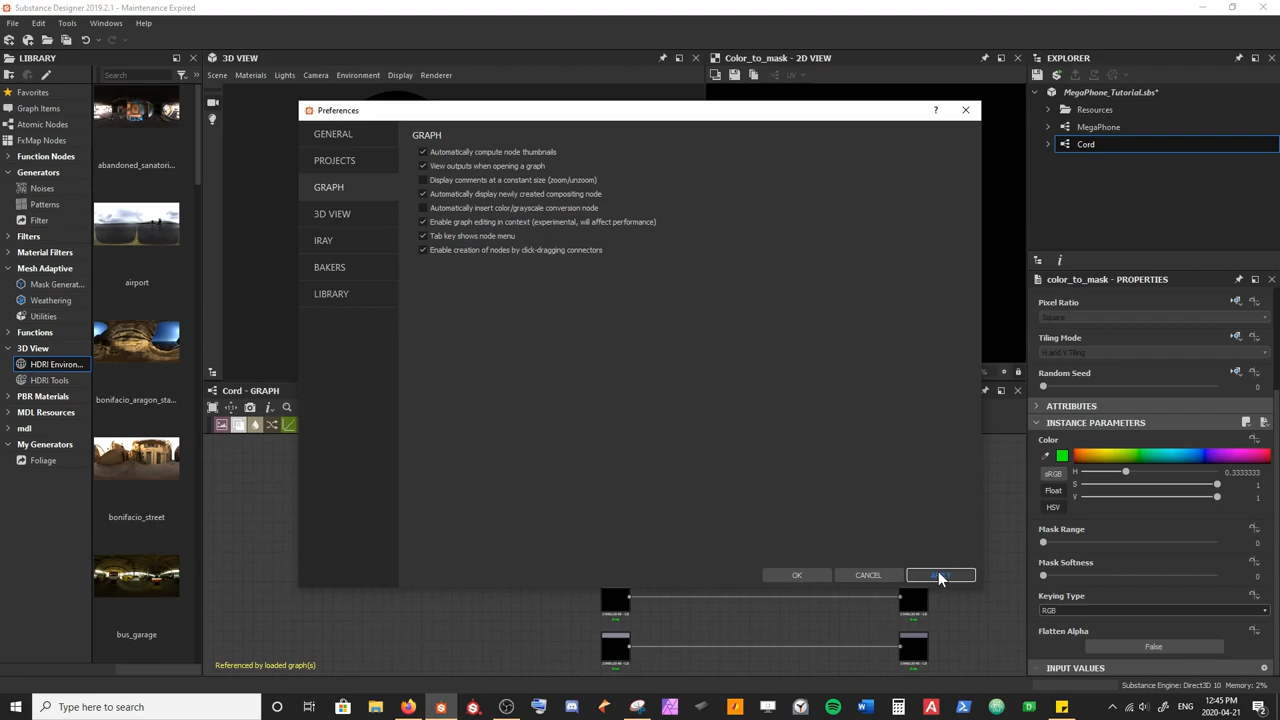 Substance Designer 2019.2.1 - Maintenance Expired
File Edit Tools Windows Help
LIBRARY
Search
Favorites
Graph Items
Atomic Nodes
FxMap Nodes
Function Nodes
Generators
Noises
Patterns
Filter
Filters
Material Filters
Mesh Adaptive
Mask Generat...
Weathering
Utilities
Functions
3D View
HDRI Environ...
HDRI Tools
PBR Materials
MDL Resources
mdl
My Generators
Foliage
abandoned_sanatori...
airport
bonifacio_aragon_sta...
bonifacio_street
bus_garage
3D VIEW
Scene Materials Lights Camera Environment Display Renderer
Color_to_mask - 2D VIEW
UV
Preferences
? ×
GENERAL
PROJECTS
GRAPH
3D VIEW
IRAY
BAKERS
LIBRARY
GRAPH
Automatically compute node thumbnails
View outputs when opening a graph
Display comments at a constant size (zoom/unzoom)
Automatically display newly created compositing node
Automatically insert color/grayscale conversion node
Enable graph editing in context (experimental, will affect performance)
Tab key shows node menu
Enable creation of nodes by click-dragging connectors
OK CANCEL APPLY
Cord - GRAPH
Referenced by loaded graph(s)
EXPLORER
MegaPhone_Tutorial.sbs*
Resources
MegaPhone
Cord
color_to_mask - PROPERTIES
Pixel Ratio
Square
Tiling Mode
H and V Tiling
Random Seed
0
ATTRIBUTES
INSTANCE PARAMETERS
Color
sRGB H 0.3333333
Float S 1
HSV V 1
Mask Range
0
Mask Softness
0
Keying Type
RGB
Flatten Alpha
False
INPUT VALUES
Substance Engine: Direct3D 10 Memory: 2%
Type here to search
12:45 PM
2020-04-21